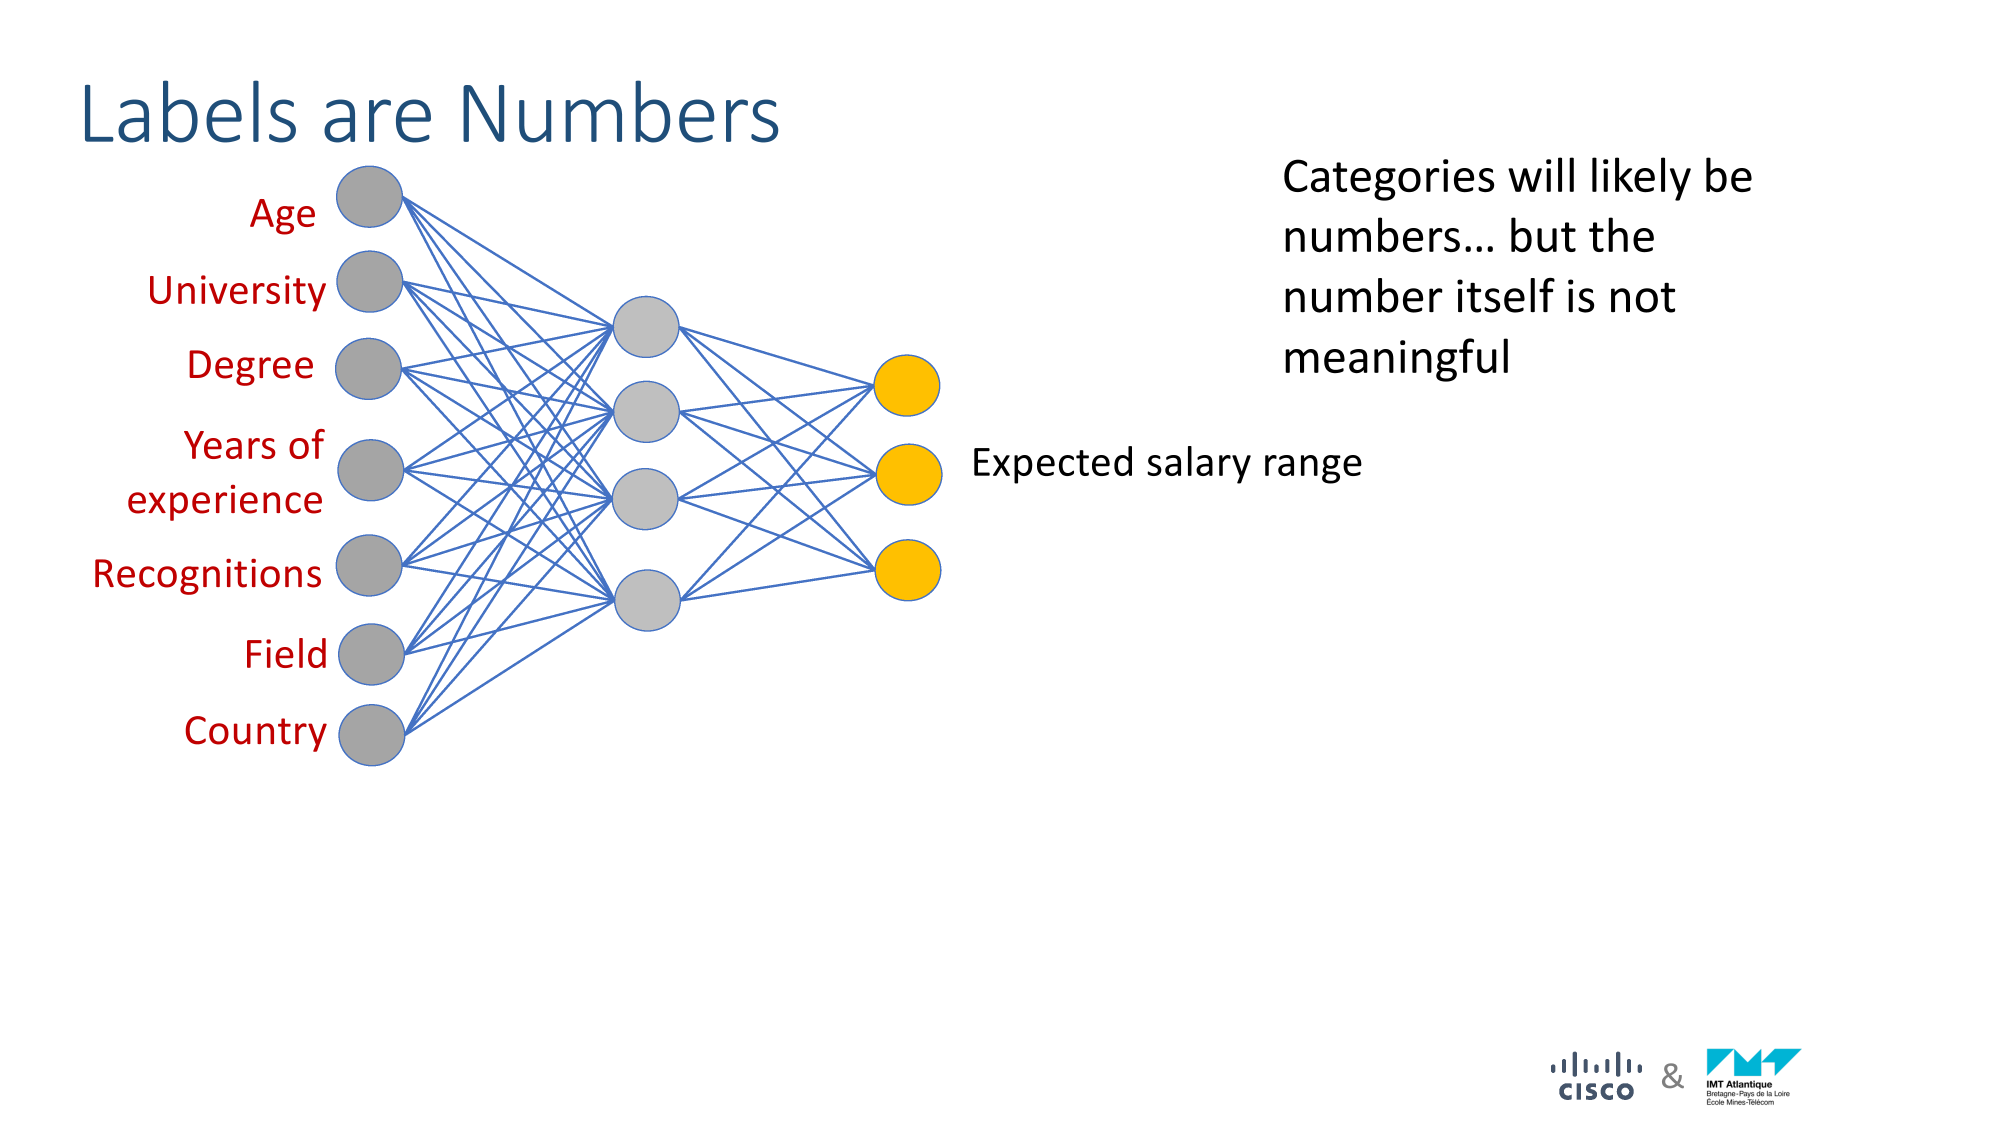 Labels are Numbers
Age
University
Degree
Years of
experience
Recognitions
Field
Country
Expected salary range
Categories will likely be
numbers... but the
number itself is not
meaningful
CISCO
&
IMT Atlantique
Bretagne-Pays de la Loire
École Mines-Télécom